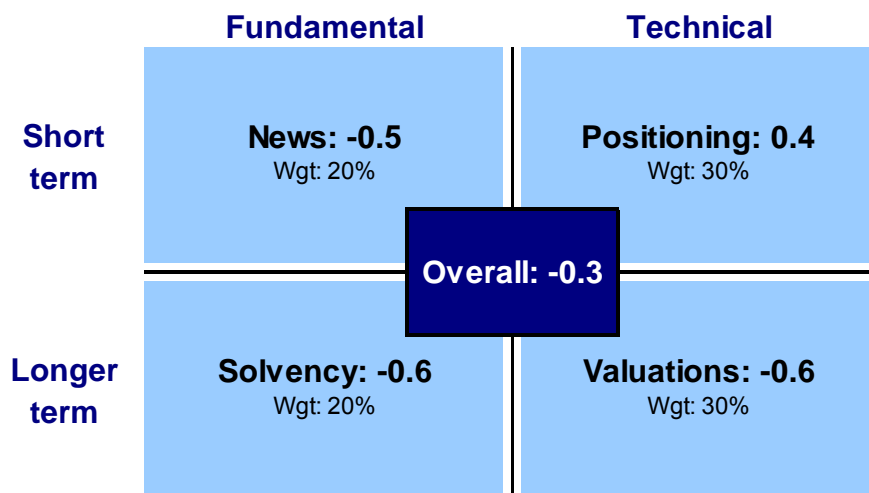 Fundamental
Technical
Short
term
News: -0.5
Wgt: 20%
Positioning: 0.4
Wgt: 30%
Overall: -0.3
Longer
term
Solvency: -0.6
Wgt: 20%
Valuations: -0.6
Wgt: 30%